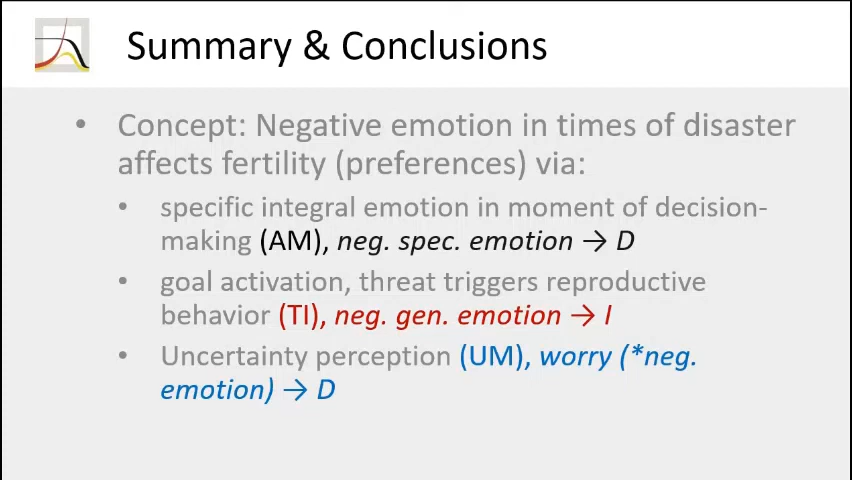 Summary & Conclusions
• Concept: Negative emotion in times of disaster
affects fertility (preferences) via:
• specific integral emotion in moment of decision-
making (AM), neg. spec. emotion → D
• goal activation, threat triggers reproductive
behavior (TI), neg. gen. emotion → I
• Uncertainty perception (UM), worry (*neg.
emotion) → D